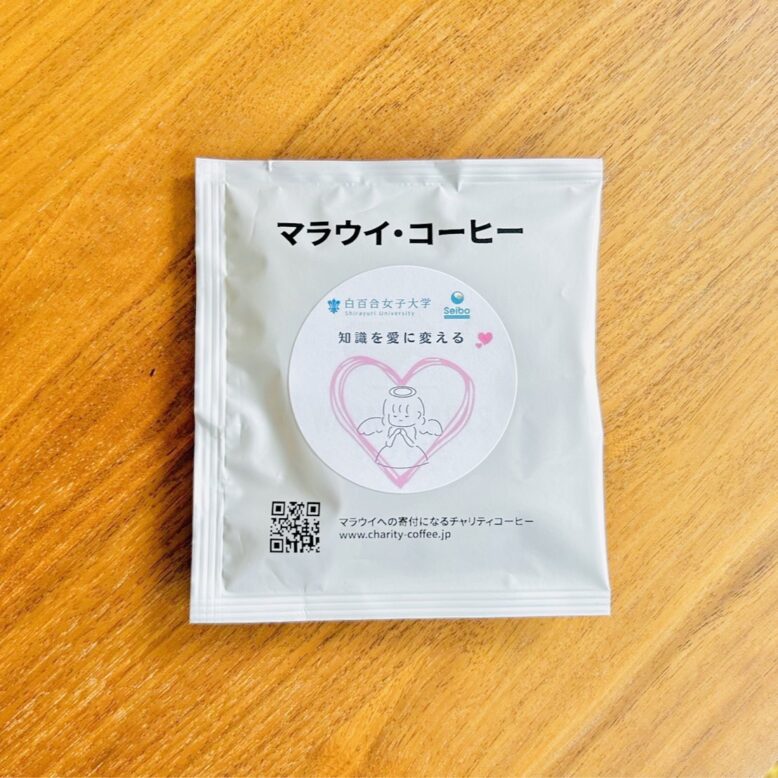 マラウイ・コーヒー
白百合女子大学
Shirayuri University
Seibo
知識を愛に変える
マラウイへの寄付になるチャリティコーヒー
www.charity-coffee.jp